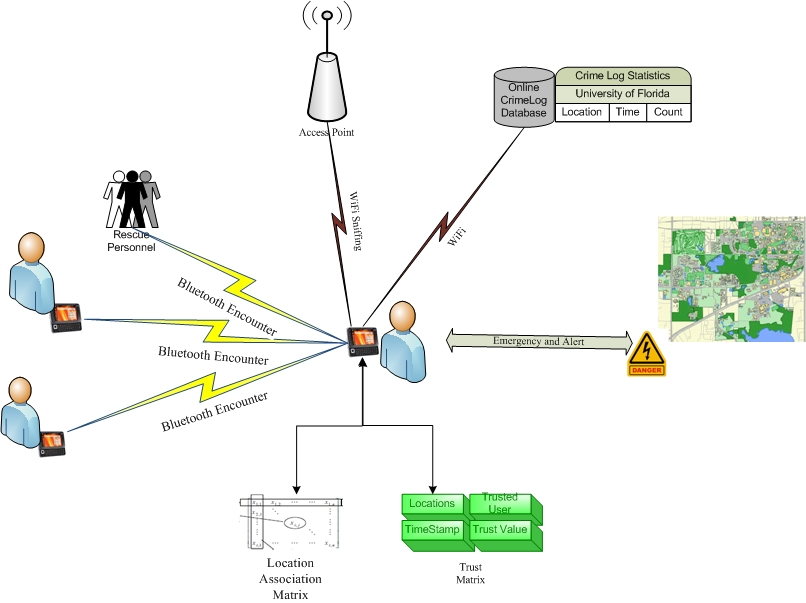 Access Point
Online
CrimeLog
Database
Crime Log Statistics
University of Florida
Location Time Count
WiFi Sniffing
WiFi
Rescue
Personnel
Bluetooth Encounter
Bluetooth Encounter
Bluetooth Encounter
Emergency and Alert
DANGER
Location
Association
Matrix
Locations
Trusted
User
TimeStamp
Trust Value
Trust
Matrix